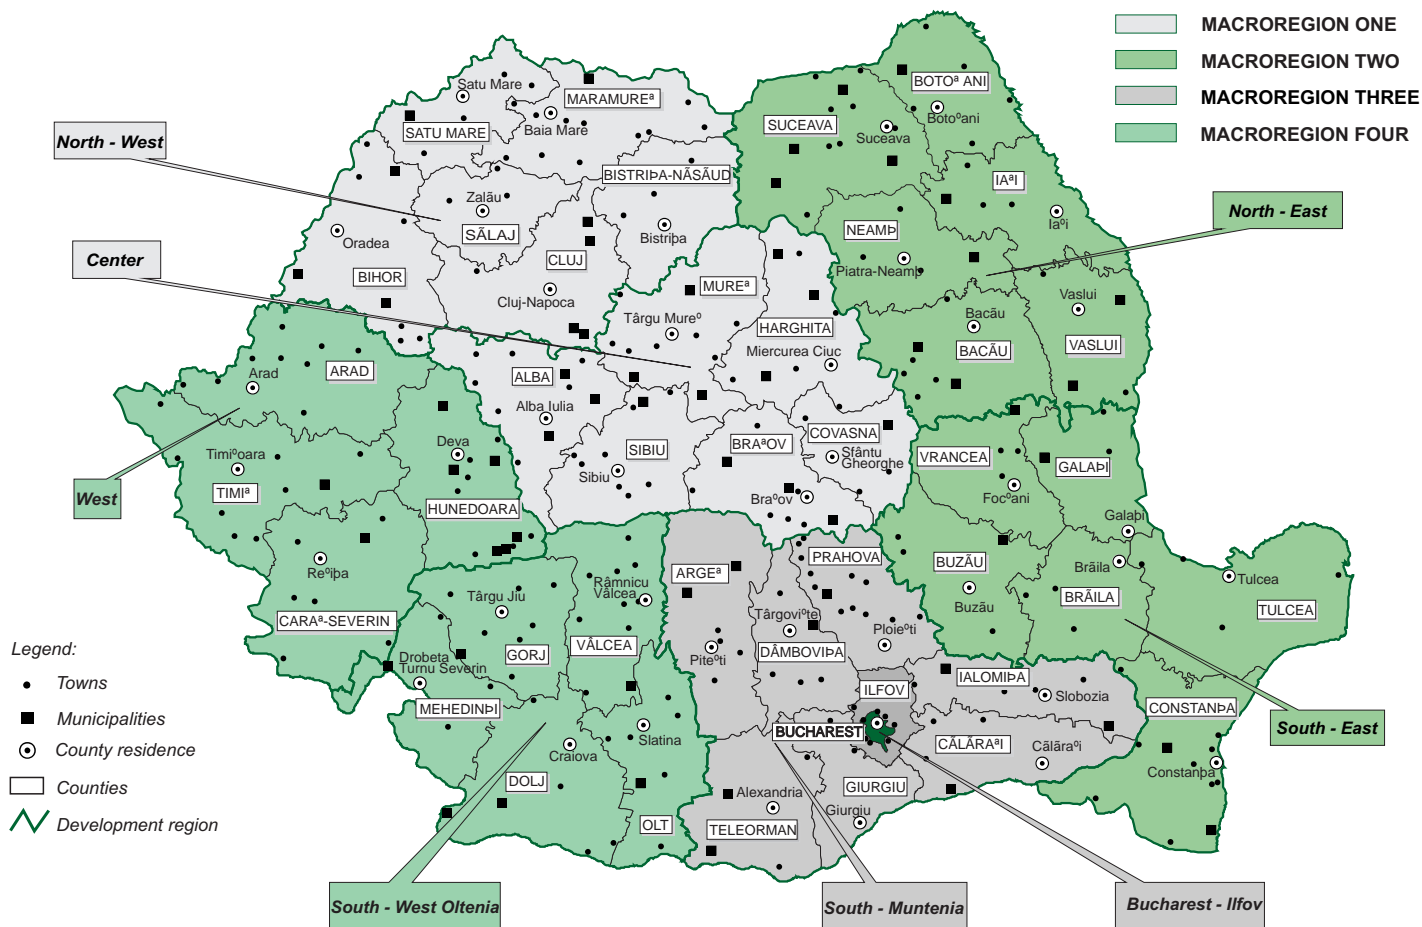 MACROREGION ONE
MACROREGION TWO
MACROREGION THREE
MACROREGION FOUR
North - West
Center
West
North - East
South - East
South - West Oltenia
South - Muntenia
Bucharest - Ilfov
Satu Mare
SATU MARE
MARAMUREª
Baia Mare
BISTRIÞA-NÃSÃUD
Bistriþa
Zalãu
SÃLAJ
Oradea
BIHOR
CLUJ
Cluj-Napoca
SUCEAVA
Suceava
BOTOª ANI
Botoºani
IAªI
Iaºi
NEAMÞ
Piatra-Neamþ
Bacãu
BACÃU
Vaslui
VASLUI
MUREª
Târgu Mureº
HARGHITA
Miercurea Ciuc
ALBA
Alba Iulia
SIBIU
Sibiu
BRAªOV
Braºov
COVASNA
Sfântu
Gheorghe
ARAD
Arad
Timiºoara
TIMIª
Deva
HUNEDOARA
Reºiþa
CARAª-SEVERIN
VRANCEA
Focºani
GALAÞI
Galaþi
BUZÃU
Buzãu
Brãila
BRÃILA
Tulcea
TULCEA
CONSTANÞA
Constanþa
Târgu Jiu
GORJ
Râmnicu
Vâlcea
VÂLCEA
Drobeta
Turnu Severin
MEHEDINÞI
Craiova
DOLJ
Slatina
OLT
ARGEª
Piteºti
PRAHOVA
Ploieºti
Târgoviºte
DÂMBOVIÞA
ILFOV
BUCHAREST
IALOMIÞA
Slobozia
CÃLÃRAªI
Cãlãraºi
GIURGIU
Giurgiu
Alexandria
TELEORMAN
Legend:
Towns
Municipalities
County residence
Counties
Development region